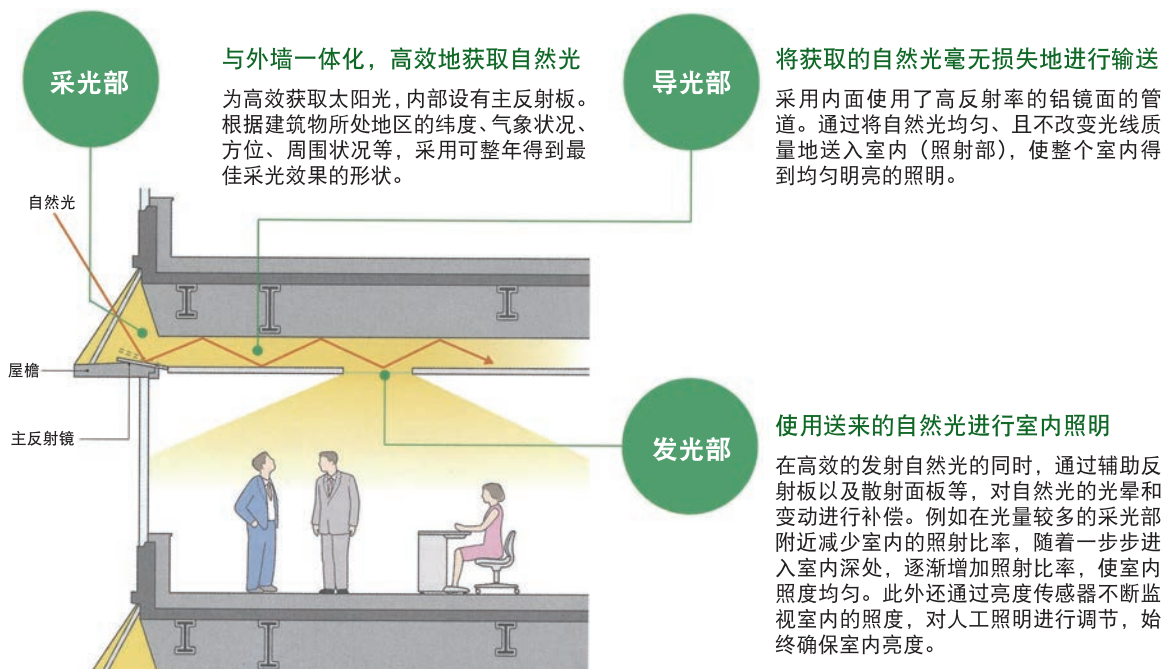 采光部
与外墙一体化，高效地获取自然光
为高效获取太阳光，内部设有主反射板。
根据建筑物所处地区的纬度、气象状况、
方位、周围状况等，采用可整年得到最
佳采光效果的形状。
导光部
将获取的自然光毫无损失地进行输送
采用内面使用了高反射率的铝镜面的管
道。通过将自然光均匀、且不改变光线质
量地送入室内（照射部），使整个室内得
到均匀明亮的照明。
自然光
屋檐
主反射镜
发光部
使用送来的自然光进行室内照明
在高效的发射自然光的同时，通过辅助反
射板以及散射面板等，对自然光的光晕和
变动进行补偿。例如在光量较多的采光部
附近减少室内的照射比率，随着一步步进
入室内深处，逐渐增加照射比率，使室内
照度均匀。此外还通过亮度传感器不断监
视室内的照度，对人工照明进行调节，始
终确保室内亮度。